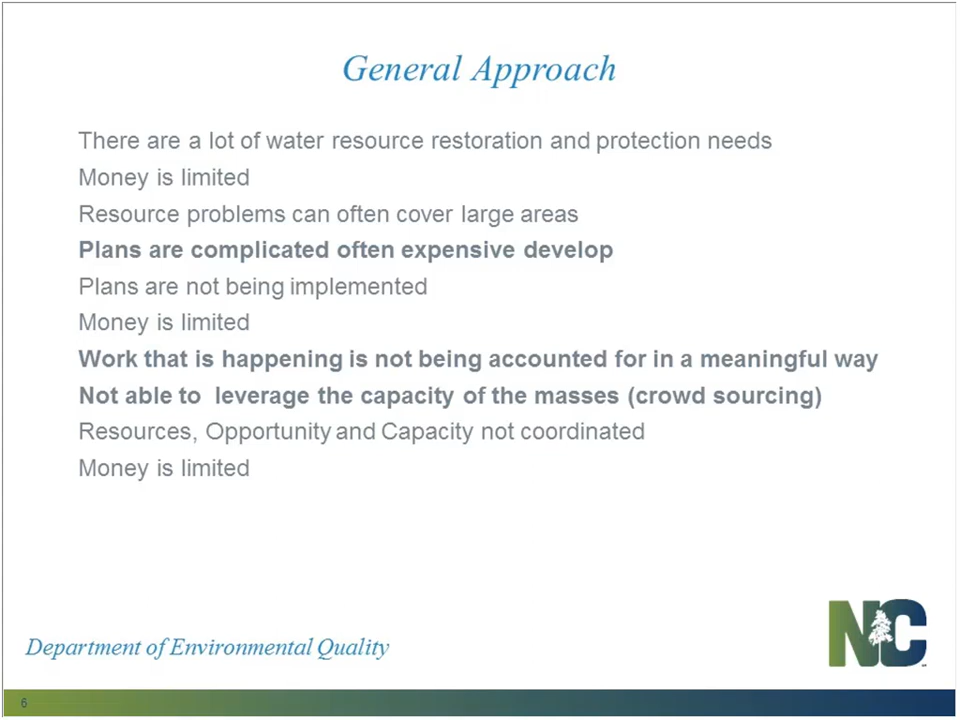 General Approach
There are a lot of water resource restoration and protection needs
Money is limited
Resource problems can often cover large areas
Plans are complicated often expensive develop
Plans are not being implemented
Money is limited
Work that is happening is not being accounted for in a meaningful way
Not able to  leverage the capacity of the masses (crowd sourcing)
Resources, Opportunity and Capacity not coordinated
Money is limited
NC
Department of Environmental Quality
6